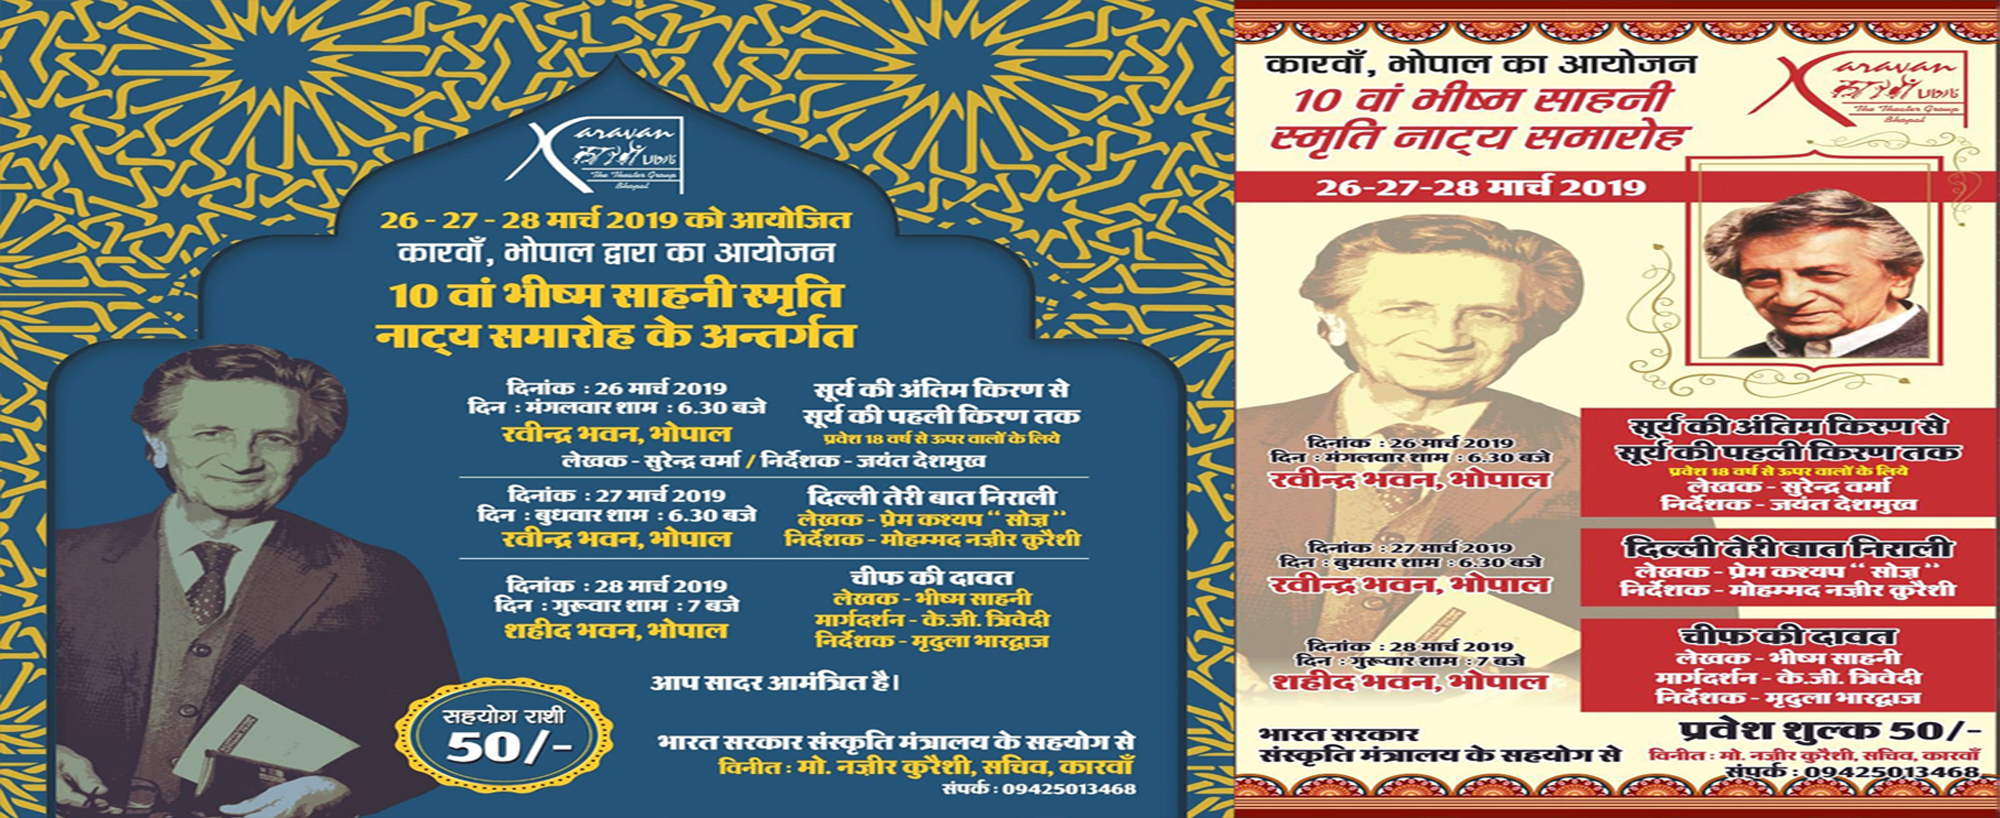 Karavan
कारवाँ کارواں
The Theater Group
Bhopal
26 - 27 - 28 मार्च 2019 को आयोजित
कारवाँ, भोपाल द्वारा का आयोजन
10 वां भीष्म साहनी स्मृति
नाट्य समारोह के अन्तर्गत
दिनांक : 26 मार्च 2019
दिन : मंगलवार शाम : 6.30 बजे
रवीन्द्र भवन, भोपाल
सूर्य की अंतिम किरण से
सूर्य की पहली किरण तक
प्रवेश 18 वर्ष से ऊपर वालों के लिये
लेखक - सुरेन्द्र वर्मा / निर्देशक - जयंत देशमुख
दिनांक : 27 मार्च 2019
दिन : बुधवार शाम : 6.30 बजे
रवीन्द्र भवन, भोपाल
दिल्ली तेरी बात निराली
लेखक - प्रेम कश्यप “ सोज़ ”
निर्देशक - मोहम्मद नज़ीर क़ुरैशी
दिनांक : 28 मार्च 2019
दिन : गुरूवार शाम : 7 बजे
शहीद भवन, भोपाल
चीफ की दावत
लेखक - भीष्म साहनी
मार्गदर्शन - के.जी. त्रिवेदी
निर्देशक - मृदुला भारद्वाज
आप सादर आमंत्रित है।
सहयोग राशी
50/-
भारत सरकार संस्कृति मंत्रालय के सहयोग से
विनीत : मो. नज़ीर कुरैशी, सचिव, कारवाँ
संपर्क : 09425013468
कारवाँ, भोपाल का आयोजन
10 वां भीष्म साहनी
स्मृति नाट्य समारोह
Karavan
कारवाँ کارواں
The Theater Group
Bhopal
26-27-28 मार्च 2019
दिनांक : 26 मार्च 2019
दिन : मंगलवार शाम : 6.30 बजे
रवीन्द्र भवन, भोपाल
सूर्य की अंतिम किरण से
सूर्य की पहली किरण तक
प्रवेश 18 वर्ष से ऊपर वालों के लिये
लेखक - सुरेन्द्र वर्मा
निर्देशक - जयंत देशमुख
दिनांक : 27 मार्च 2019
दिन : बुधवार शाम : 6.30 बजे
रवीन्द्र भवन, भोपाल
दिल्ली तेरी बात निराली
लेखक - प्रेम कश्यप “ सोज़ ”
निर्देशक - मोहम्मद नज़ीर क़ुरैशी
दिनांक : 28 मार्च 2019
दिन : गुरूवार शाम : 7 बजे
शहीद भवन, भोपाल
चीफ की दावत
लेखक - भीष्म साहनी
मार्गदर्शन - के.जी. त्रिवेदी
निर्देशक - मृदुला भारद्वाज
भारत सरकार
संस्कृति मंत्रालय के सहयोग से
प्रवेश शुल्क 50/-
विनीत : मो. नज़ीर कुरैशी, सचिव, कारवाँ
संपर्क : 09425013468